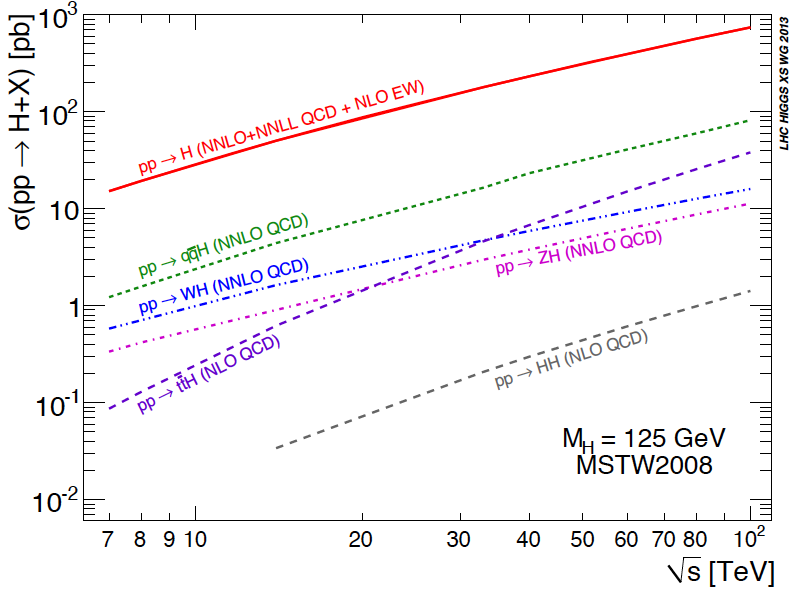 σ(pp → H+X) [pb]
10³
10²
10
1
10⁻¹
10⁻²
LHC HIGGS XS WG 2013
pp → H (NNLO+NNLL QCD + NLO EW)
pp → qq̄H (NNLO QCD)
pp → WH (NNLO QCD)
pp → ZH (NNLO QCD)
pp → tt̄H (NLO QCD)
pp → HH (NLO QCD)
M_H = 125 GeV
MSTW2008
7 8 9 10 20 30 40 50 60 70 80 10²
√s [TeV]